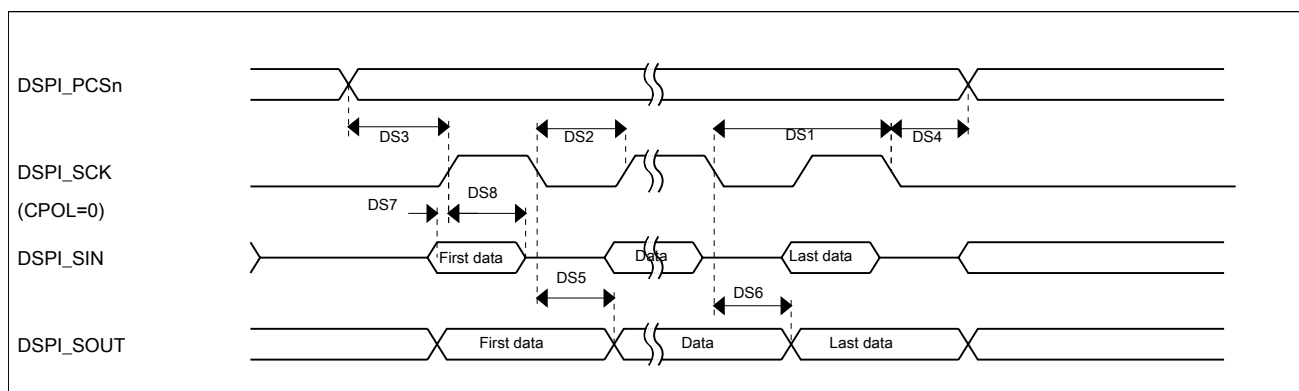 DSPI_PCSn
DS3
DS2
DS1
DS4
DSPI_SCK
(CPOL=0)
DS7
DS8
DSPI_SIN
First data
Data
Last data
DS5
DS6
DSPI_SOUT
First data
Data
Last data